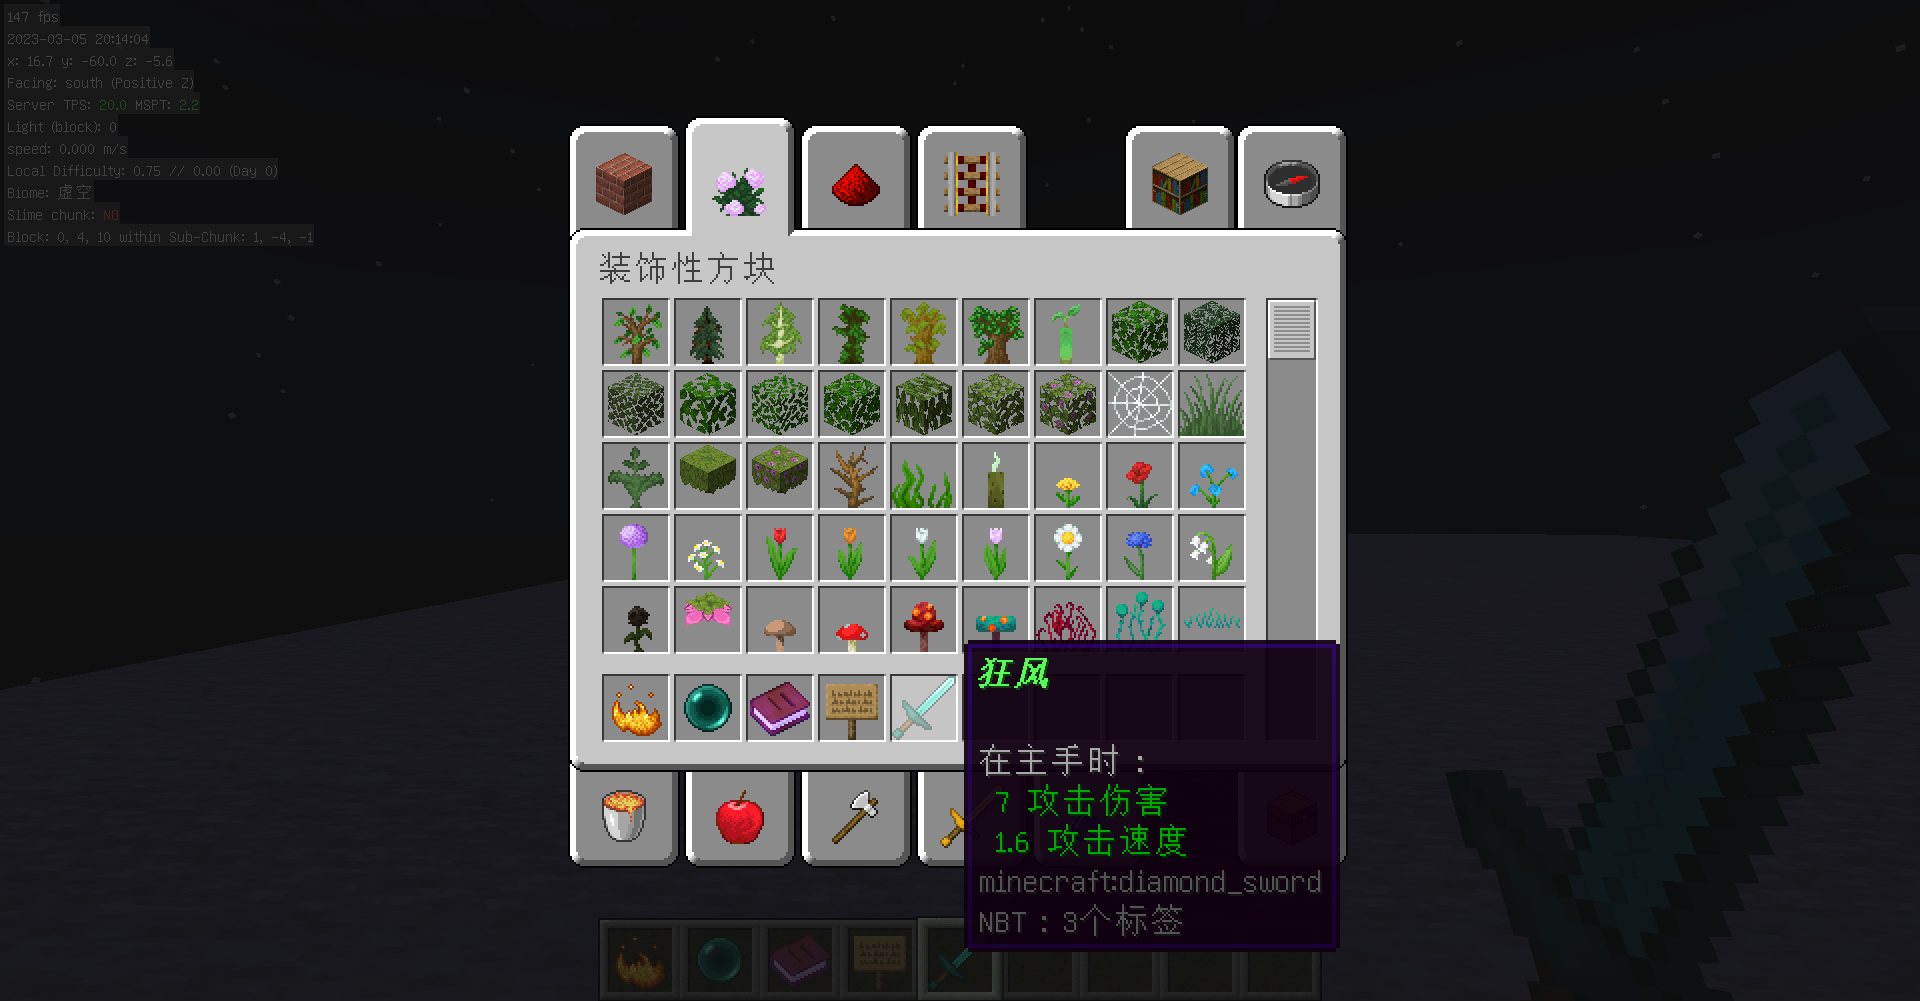 147 fps
2023-03-05 20:14:04
x: 16.7 y: -60.0 z: -5.6
Facing: south (Positive Z)
Server TPS: 20.0 MSPT: 2.2
Light (block): 0
speed: 0.000 m/s
Local Difficulty: 0.75 // 0.00 (Day 0)
Biome: 虚空
Slime chunk: NO
Block: 0, 4, 10 within Sub-Chunk: 1, -4, -1
装饰性方块
狂风
在主手时：
7 攻击伤害
1.6 攻击速度
minecraft:diamond_sword
NBT：3个标签